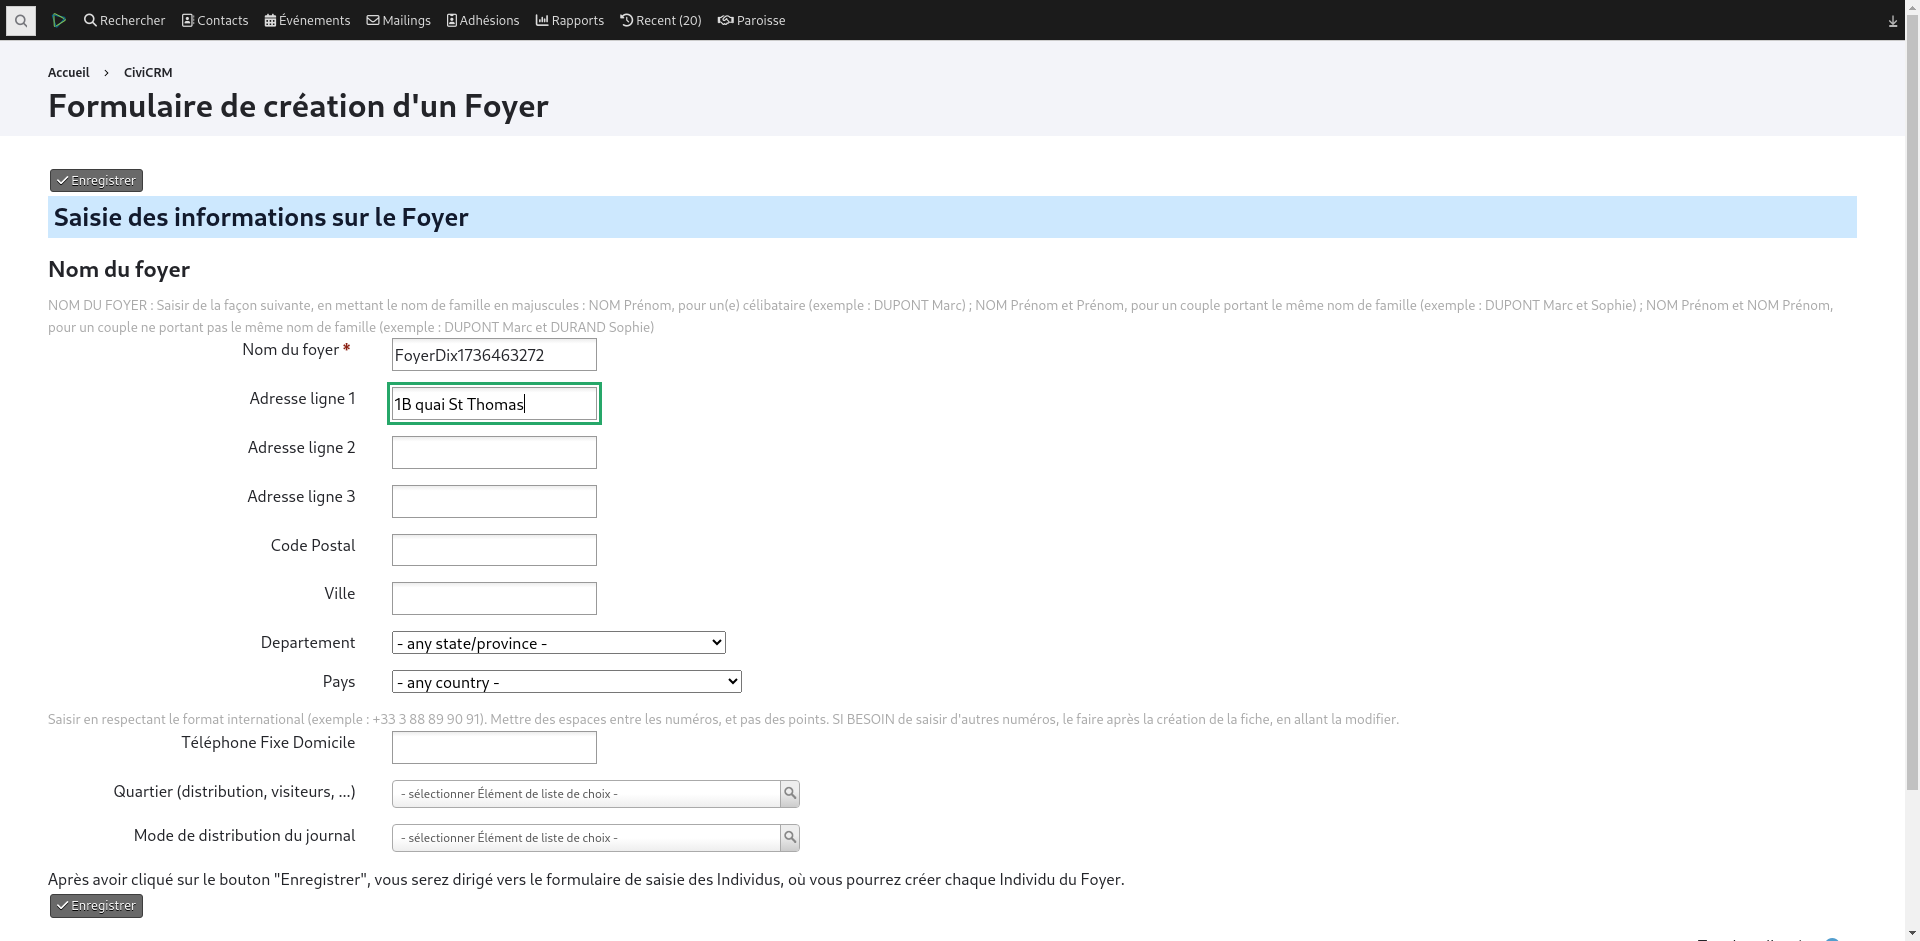 Rechercher Contacts Événements Mailings Adhésions Rapports Recent (20) Paroisse
Accueil › CiviCRM
Formulaire de création d'un Foyer
Enregistrer
Saisie des informations sur le Foyer
Nom du foyer
NOM DU FOYER : Saisir de la façon suivante, en mettant le nom de famille en majuscules : NOM Prénom, pour un(e) célibataire (exemple : DUPONT Marc) ; NOM Prénom et Prénom, pour un couple portant le même nom de famille (exemple : DUPONT Marc et Sophie) ; NOM Prénom et NOM Prénom,
pour un couple ne portant pas le même nom de famille (exemple : DUPONT Marc et DURAND Sophie)
Nom du foyer * FoyerDix1736463272
Adresse ligne 1 1B quai St Thomas
Adresse ligne 2
Adresse ligne 3
Code Postal
Ville
Departement - any state/province -
Pays - any country -
Saisir en respectant le format international (exemple : +33 3 88 89 90 91). Mettre des espaces entre les numéros, et pas des points. SI BESOIN de saisir d'autres numéros, le faire après la création de la fiche, en allant la modifier.
Téléphone Fixe Domicile
Quartier (distribution, visiteurs, ...) - sélectionner Élément de liste de choix -
Mode de distribution du journal - sélectionner Élément de liste de choix -
Après avoir cliqué sur le bouton "Enregistrer", vous serez dirigé vers le formulaire de saisie des Individus, où vous pourrez créer chaque Individu du Foyer.
Enregistrer